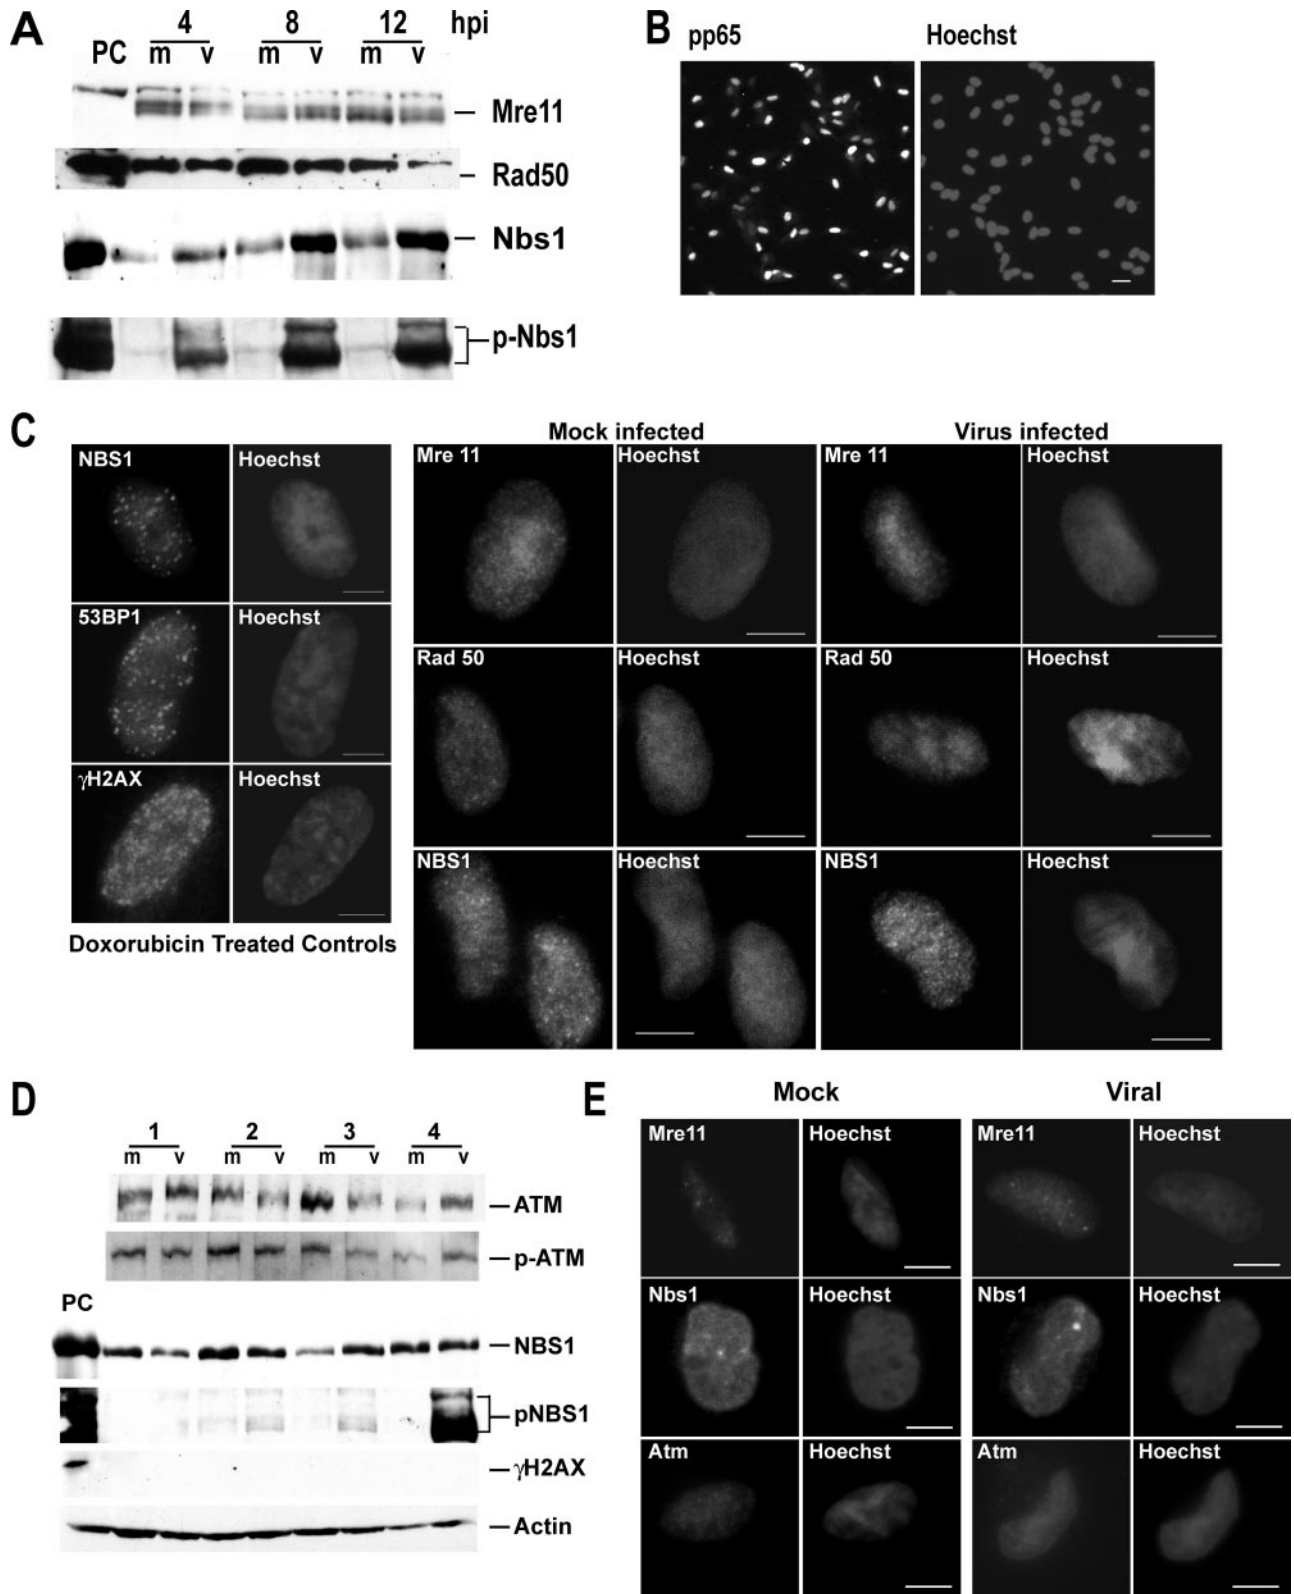 A
4 8 12 hpi
PC m v m v m v
Mre11
Rad50
Nbs1
p-Nbs1
B
pp65 Hoechst
C
Mock infected Virus infected
NBS1 Hoechst Mre 11 Hoechst Mre 11 Hoechst
53BP1 Hoechst
Rad 50 Hoechst Rad 50 Hoechst
γH2AX Hoechst
NBS1 Hoechst NBS1 Hoechst
Doxorubicin Treated Controls
D
1 2 3 4
m v m v m v m v
ATM
p-ATM
PC
NBS1
pNBS1
γH2AX
Actin
E
Mock Viral
Mre11 Hoechst Mre11 Hoechst
Nbs1 Hoechst Nbs1 Hoechst
Atm Hoechst Atm Hoechst